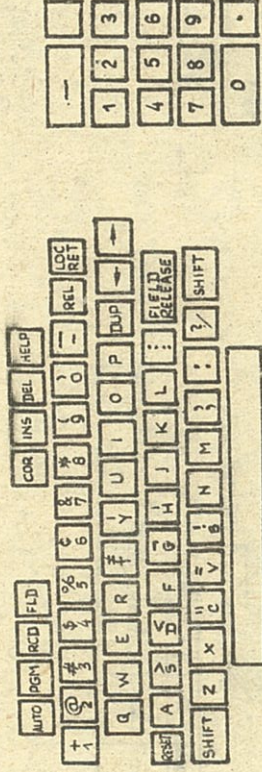 AUTO PGM RCD FLD COR INS DEL HELP
+ @ # $ % ¢ & * ( ) — REL LOC
1 2 3 4 5 6 7 8 9 0 RET
Q W E R T Y U I O P DUP ← →
RESET A S > D < F G ¬ H J K L FIELD
RELEASE
SHIFT Z X C " V = B ! N M ; : ? / SHIFT
—
1 2 3
4 5 6
7 8 9
0 .